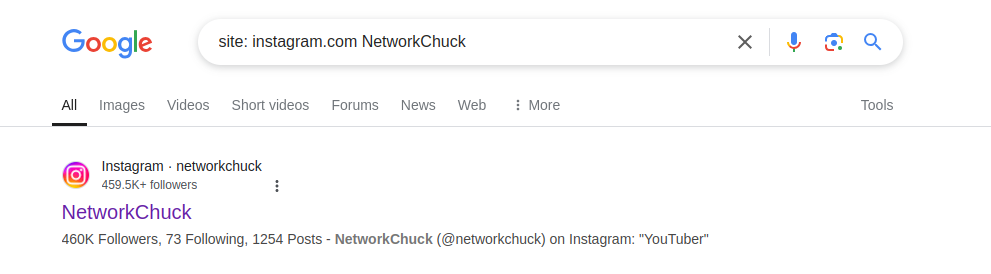 Google
site: instagram.com NetworkChuck
All Images Videos Short videos Forums News Web More Tools
Instagram · networkchuck
459.5K+ followers
NetworkChuck
460K Followers, 73 Following, 1254 Posts - NetworkChuck (@networkchuck) on Instagram: "YouTuber"